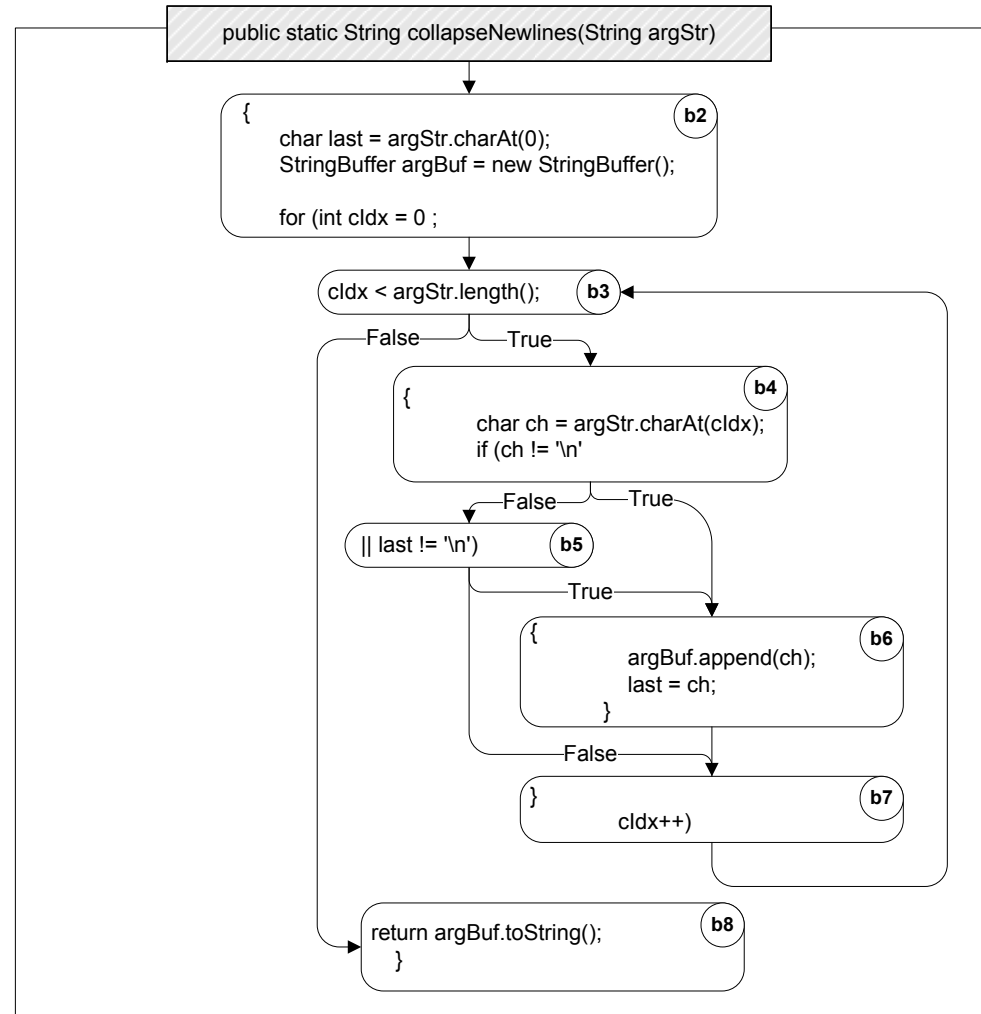 public static String collapseNewlines(String argStr)
{
b2
char last = argStr.charAt(0);
StringBuffer argBuf = new StringBuffer();
for (int cIdx = 0 ;
cIdx < argStr.length();
b3
False
True
{
b4
char ch = argStr.charAt(cIdx);
if (ch != '\n'
False
True
|| last != '\n')
b5
True
{
b6
argBuf.append(ch);
last = ch;
}
False
}
b7
cIdx++)
return argBuf.toString();
b8
}